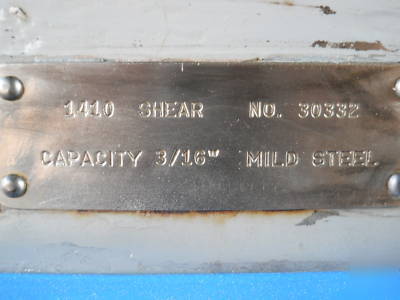 1410 SHEAR NO. 30332
CAPACITY 3/16" MILD STEEL